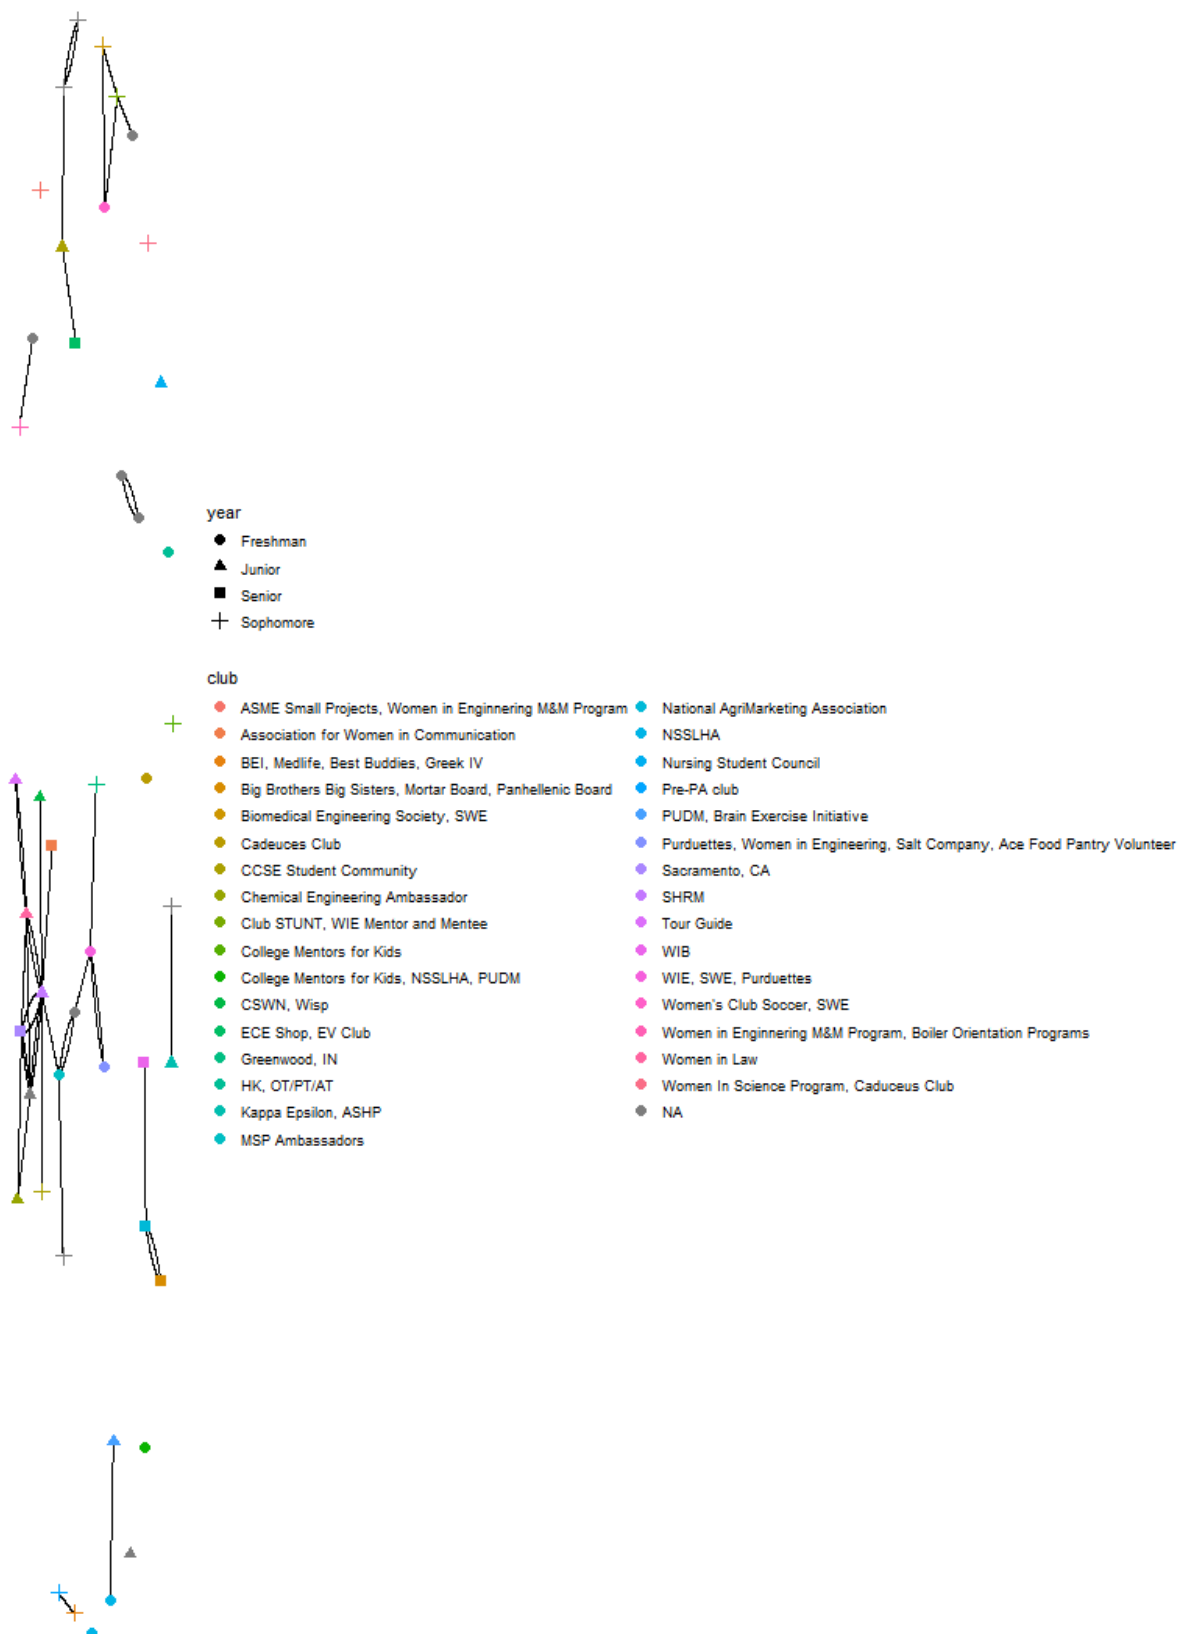 year
Freshman
Junior
Senior
Sophomore
club
ASME Small Projects, Women in Enginnering M&M Program
Association for Women in Communication
BEI, Medlife, Best Buddies, Greek IV
Big Brothers Big Sisters, Mortar Board, Panhellenic Board
Biomedical Engineering Society, SWE
Cadeuces Club
CCSE Student Community
Chemical Engineering Ambassador
Club STUNT, WIE Mentor and Mentee
College Mentors for Kids
College Mentors for Kids, NSSLHA, PUDM
CSWN, Wisp
ECE Shop, EV Club
Greenwood, IN
HK, OT/PT/AT
Kappa Epsilon, ASHP
MSP Ambassadors
National AgriMarketing Association
NSSLHA
Nursing Student Council
Pre-PA club
PUDM, Brain Exercise Initiative
Purduettes, Women in Engineering, Salt Company, Ace Food Pantry Volunteer
Sacramento, CA
SHRM
Tour Guide
WIB
WIE, SWE, Purduettes
Women's Club Soccer, SWE
Women in Enginnering M&M Program, Boiler Orientation Programs
Women in Law
Women In Science Program, Caduceus Club
NA